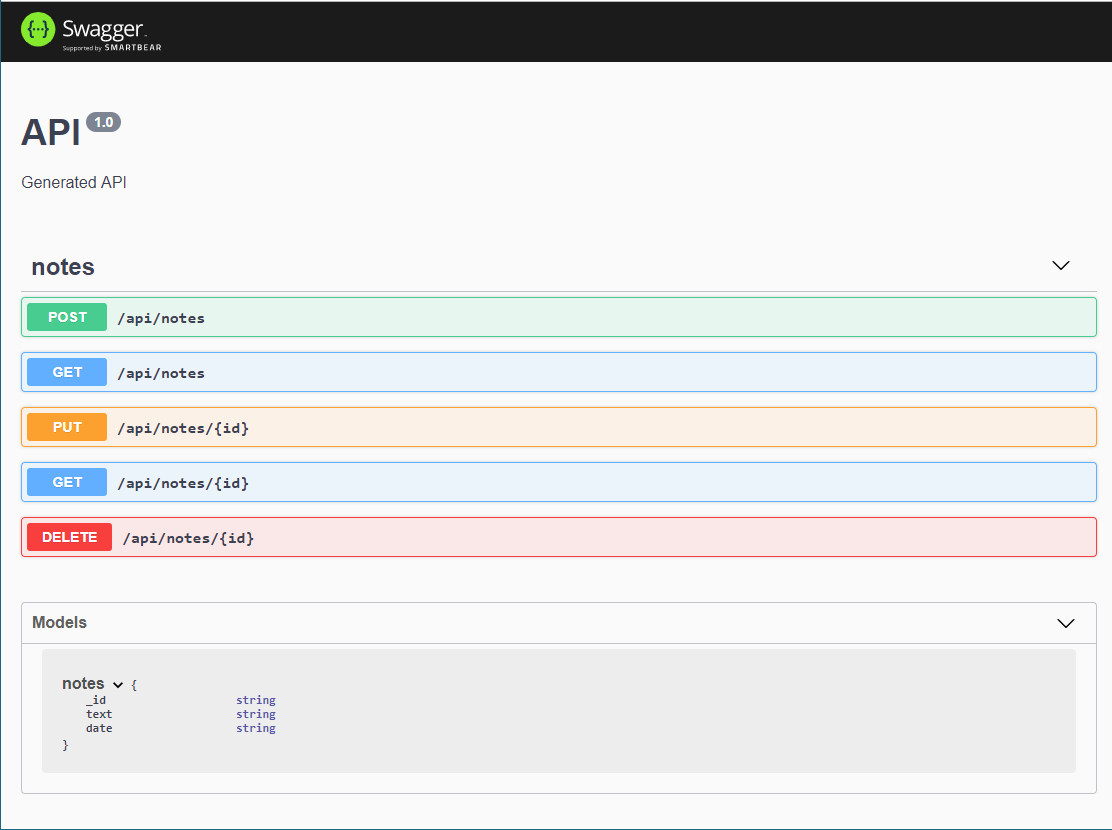 {···} Swagger™
Supported by SMARTBEAR
API 1.0
Generated API
notes
POST /api/notes
GET /api/notes
PUT /api/notes/{id}
GET /api/notes/{id}
DELETE /api/notes/{id}
Models
notes {
_id string
text string
date string
}